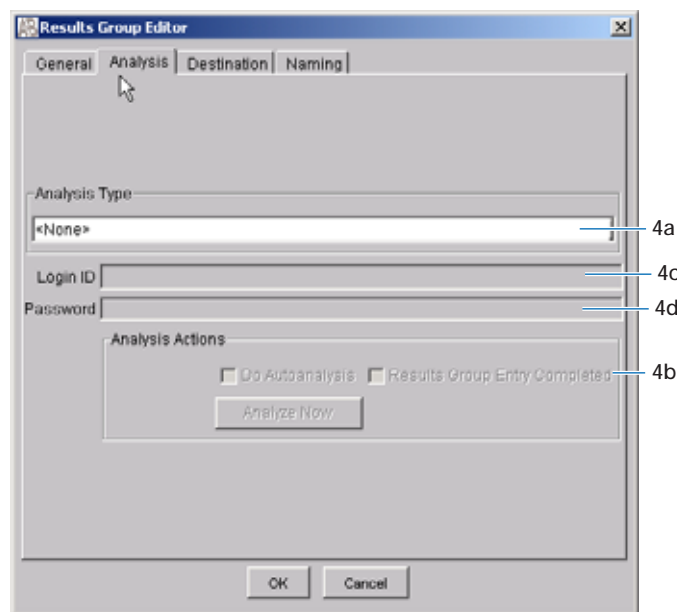 Results Group Editor
General Analysis Destination Naming
Analysis Type
<None> 4a
Login ID 4c
Password 4d
Analysis Actions
Do Autoanalysis Results Group Entry Completed 4b
Analyze Now
OK Cancel